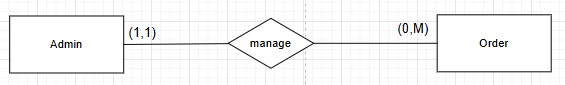 (1,1)
(0,M)
Admin
manage
Order